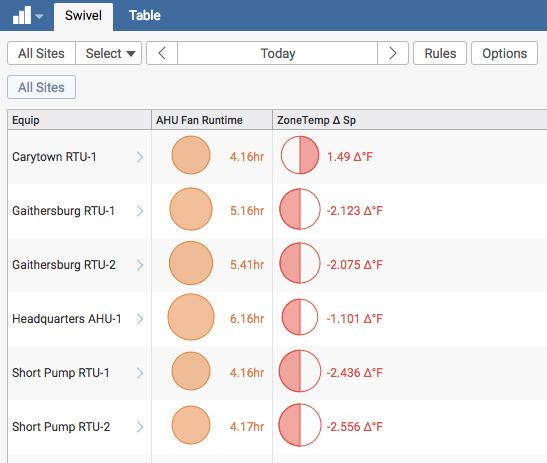 Swivel Table
All Sites Select Today Rules Options
All Sites
Equip AHU Fan Runtime ZoneTemp Δ Sp
Carytown RTU-1 4.16hr 1.49 Δ°F
Gaithersburg RTU-1 5.16hr -2.123 Δ°F
Gaithersburg RTU-2 5.41hr -2.075 Δ°F
Headquarters AHU-1 6.16hr -1.101 Δ°F
Short Pump RTU-1 4.16hr -2.436 Δ°F
Short Pump RTU-2 4.17hr -2.556 Δ°F